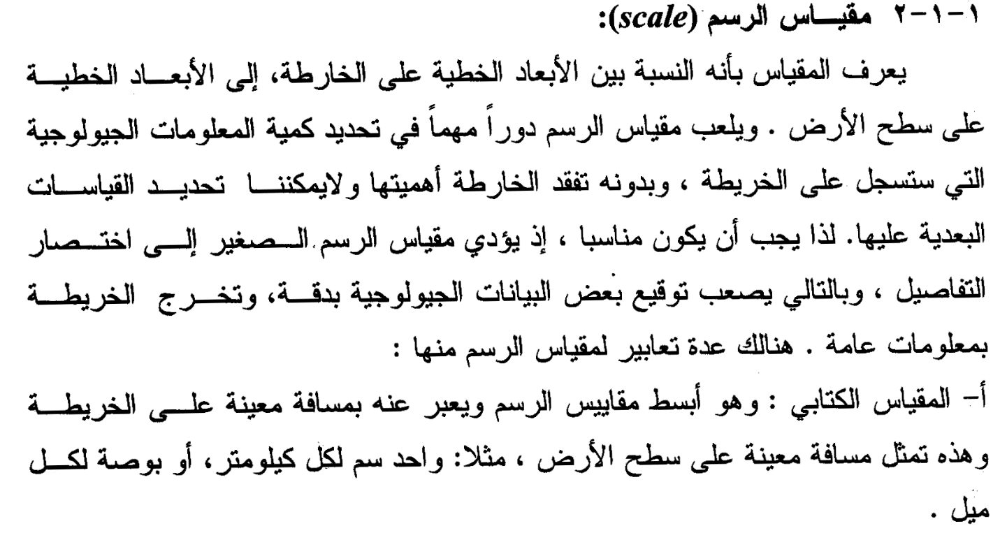 ١-١-٢ مقياس الرسم (scale):
يعرف المقياس بأنه النسبة بين الأبعاد الخطية على الخارطة، إلى الأبعاد الخطية
على سطح الأرض . ويلعب مقياس الرسم دوراً مهماً في تحديد كمية المعلومات الجيولوجية
التي ستسجل على الخريطة ، وبدونه تفقد الخارطة أهميتها ولايمكننا تحديد القياسات
البعدية عليها. لذا يجب أن يكون مناسبا ، إذ يؤدي مقياس الرسم الصغير إلى اختصار
التفاصيل ، وبالتالي يصعب توقيع بعض البيانات الجيولوجية بدقة، وتخرج الخريطة
بمعلومات عامة . هنالك عدة تعابير لمقياس الرسم منها :
أ- المقياس الكتابي : وهو أبسط مقاييس الرسم ويعبر عنه بمسافة معينة على الخريطة
وهذه تمثل مسافة معينة على سطح الأرض ، مثلا: واحد سم لكل كيلومتر، أو بوصة لكل
ميل .